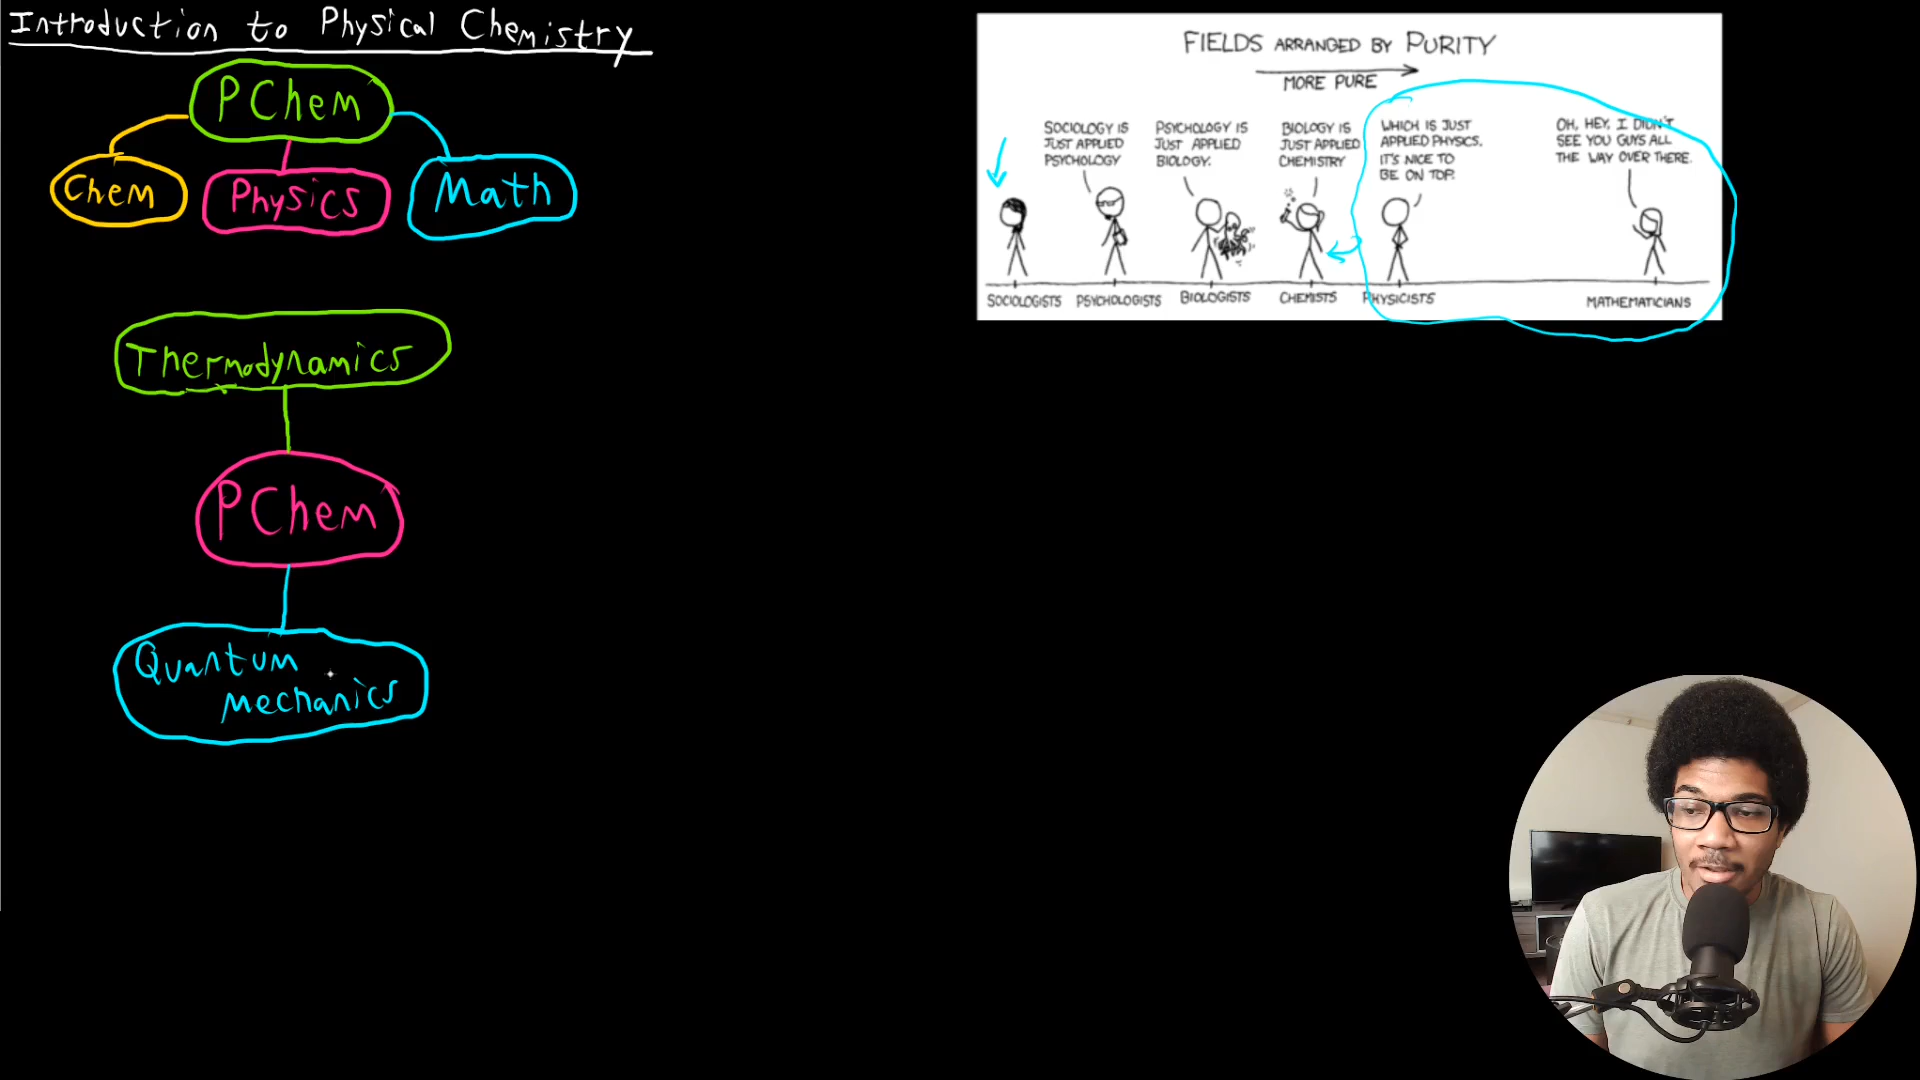 Introduction to Physical Chemistry
PChem
Chem
Physics
Math
Thermodynamics
PChem
Quantum
Mechanics
FIELDS ARRANGED BY PURITY
MORE PURE
SOCIOLOGY IS
JUST APPLIED
PSYCHOLOGY
PSYCHOLOGY IS
JUST APPLIED
BIOLOGY.
BIOLOGY IS
JUST APPLIED
CHEMISTRY
WHICH IS JUST
APPLIED PHYSICS.
IT'S NICE TO
BE ON TOP.
OH, HEY, I DIDN'T
SEE YOU GUYS ALL
THE WAY OVER THERE.
SOCIOLOGISTS
PSYCHOLOGISTS
BIOLOGISTS
CHEMISTS
PHYSICISTS
MATHEMATICIANS